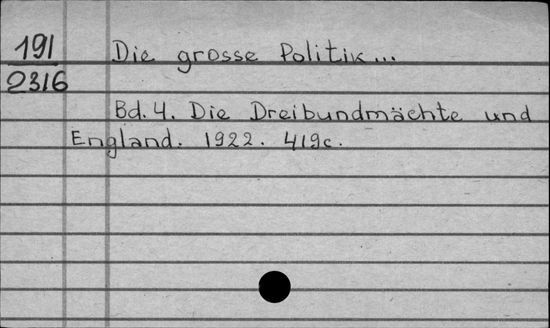 191
2316
Die grosse Politik...
Bd. 4. Die Dreibundmächte und
England. 1922. 419c.